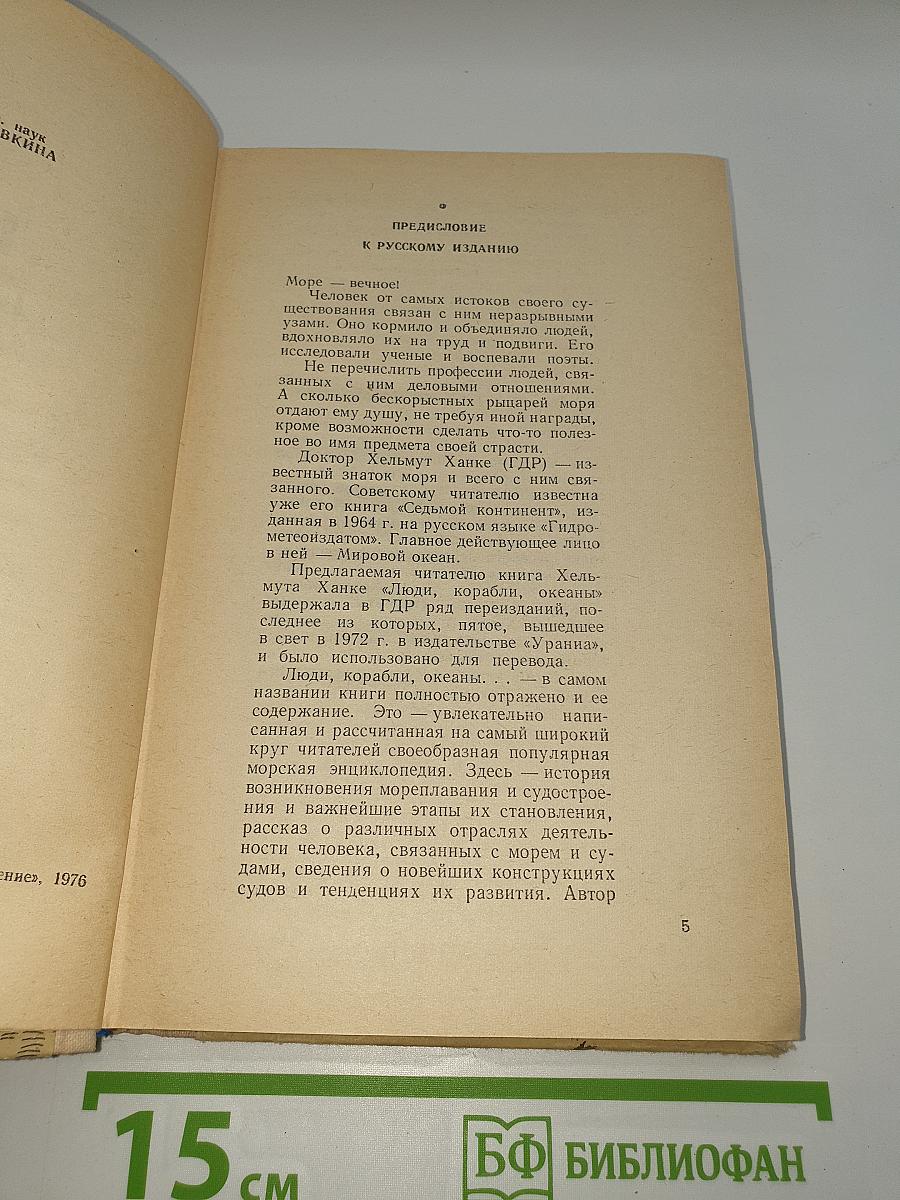 . наук
ВКИНА
ение», 1976
ПРЕДИСЛОВИЕ
К РУССКОМУ ИЗДАНИЮ
Море — вечное!
Человек от самых истоков своего су-
ществования связан с ним неразрывными
узами. Оно кормило и объединяло людей,
вдохновляло их на труд и подвиги. Его
исследовали ученые и воспевали поэты.
Не перечислить профессии людей, свя-
занных с ним деловыми отношениями.
А сколько бескорыстных рыцарей моря
отдают ему душу, не требуя иной награды,
кроме возможности сделать что-то полез-
ное во имя предмета своей страсти.
Доктор Хельмут Ханке (ГДР) — из-
вестный знаток моря и всего с ним свя-
занного. Советскому читателю известна
уже его книга «Седьмой континент», из-
данная в 1964 г. на русском языке «Гидро-
метеоиздатом». Главное действующее лицо
в ней — Мировой океан.
Предлагаемая читателю книга Хель-
мута Ханке «Люди, корабли, океаны»
выдержала в ГДР ряд переизданий, по-
следнее из которых, пятое, вышедшее
в свет в 1972 г. в издательстве «Урания»,
и было использовано для перевода.
Люди, корабли, океаны. . . — в самом
названии книги полностью отражено и ее
содержание. Это — увлекательно напи-
санная и рассчитанная на самый широкий
круг читателей своеобразная популярная
морская энциклопедия. Здесь — история
возникновения мореплавания и судострое-
ния и важнейшие этапы их становления,
рассказ о различных отраслях деятель-
ности человека, связанных с морем и су-
дами, сведения о новейших конструкциях
судов и тенденциях их развития. Автор
5
15 см
БФ БИБЛИОФАН